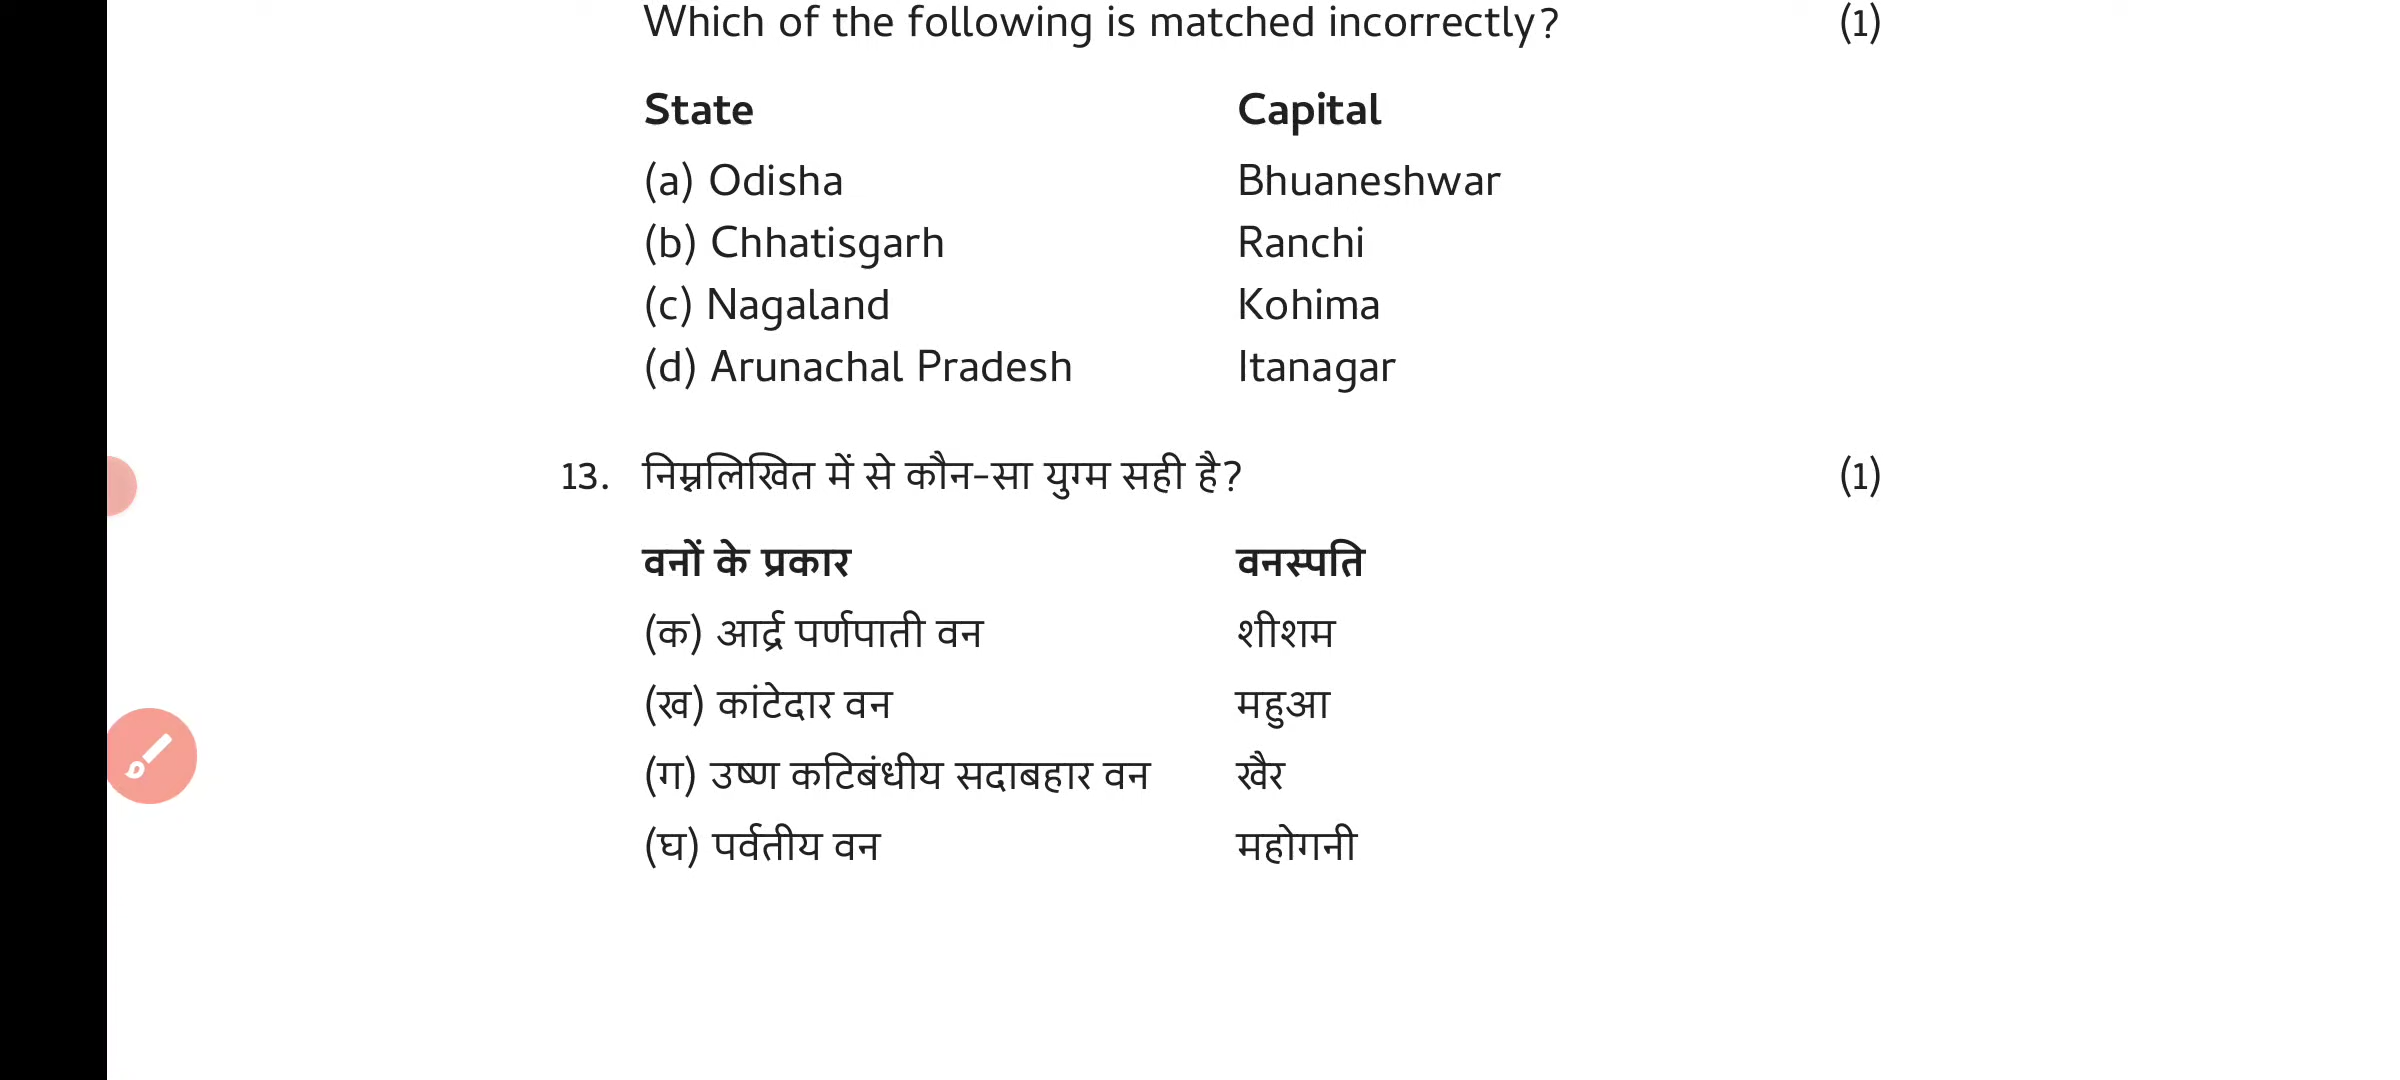 Which of the following is matched incorrectly? (1)
State Capital
(a) Odisha Bhuaneshwar
(b) Chhatisgarh Ranchi
(c) Nagaland Kohima
(d) Arunachal Pradesh Itanagar
13. निम्नलिखित में से कौन-सा युग्म सही है? (1)
वनों के प्रकार वनस्पति
(क) आर्द्र पर्णपाती वन शीशम
(ख) कांटेदार वन महुआ
(ग) उष्ण कटिबंधीय सदाबहार वन खैर
(घ) पर्वतीय वन महोगनी